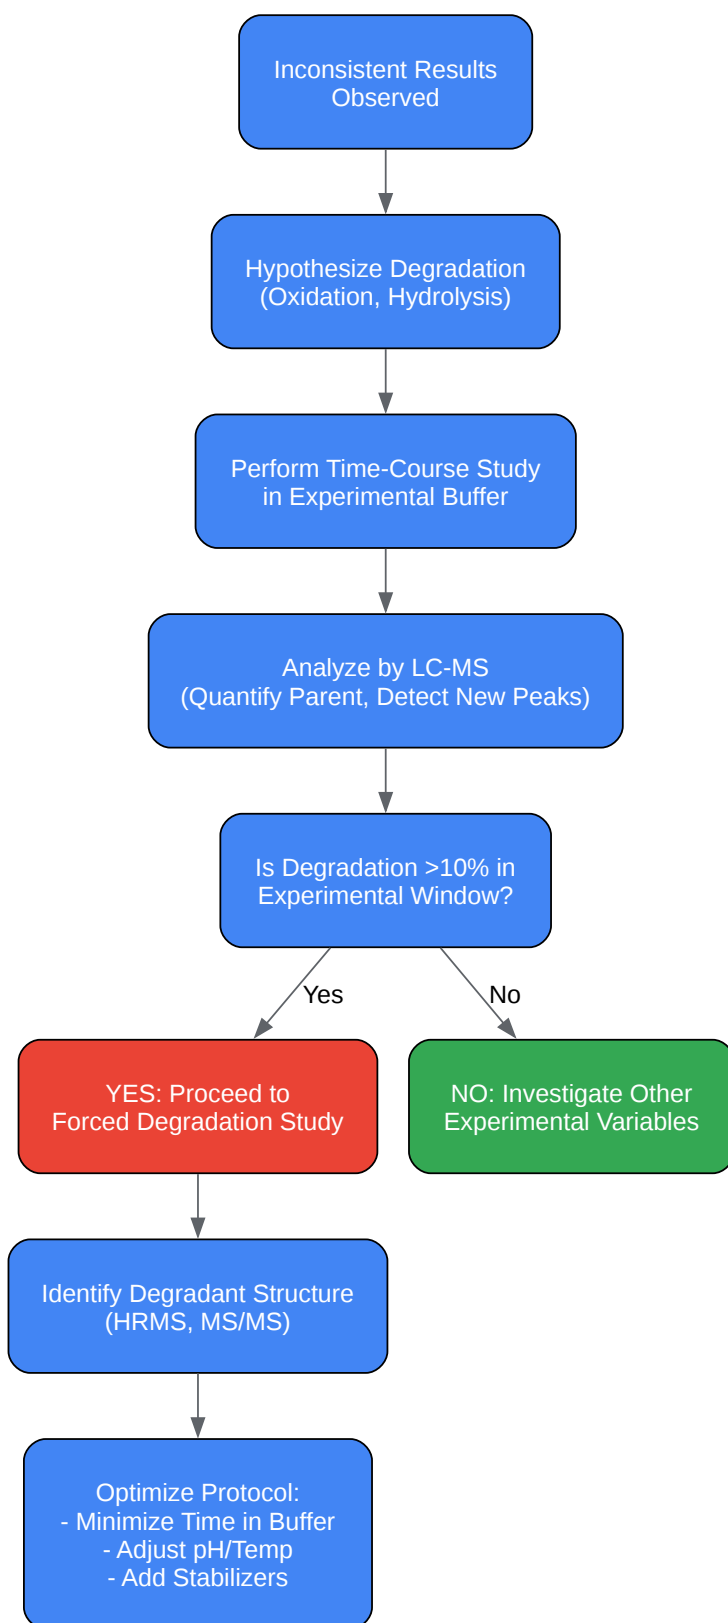 Inconsistent Results
Observed
Hypothesize Degradation
(Oxidation, Hydrolysis)
Perform Time-Course Study
in Experimental Buffer
Analyze by LC-MS
(Quantify Parent, Detect New Peaks)
Is Degradation >10% in
Experimental Window?
Yes
No
YES: Proceed to
Forced Degradation Study
NO: Investigate Other
Experimental Variables
Identify Degradant Structure
(HRMS, MS/MS)
Optimize Protocol:
- Minimize Time in Buffer
- Adjust pH/Temp
- Add Stabilizers